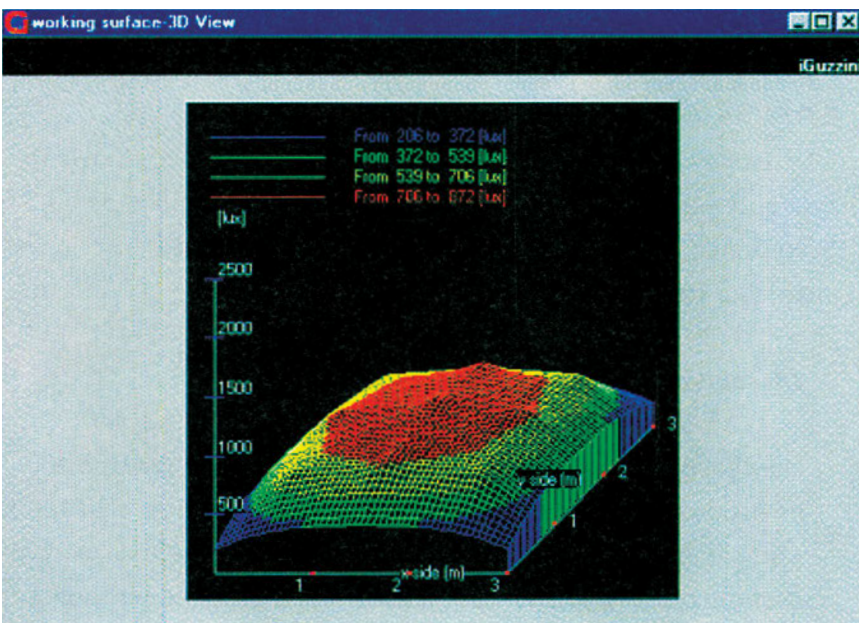 working surface-3D View
iGuzzin
From 206 to 372 [lux]
From 372 to 539 [lux]
From 539 to 706 [lux]
From 706 to 872 [lux]
[lux]
2500
2000
1500
1000
500
3
2
y side [m]
1
x side [m]
1
2
3